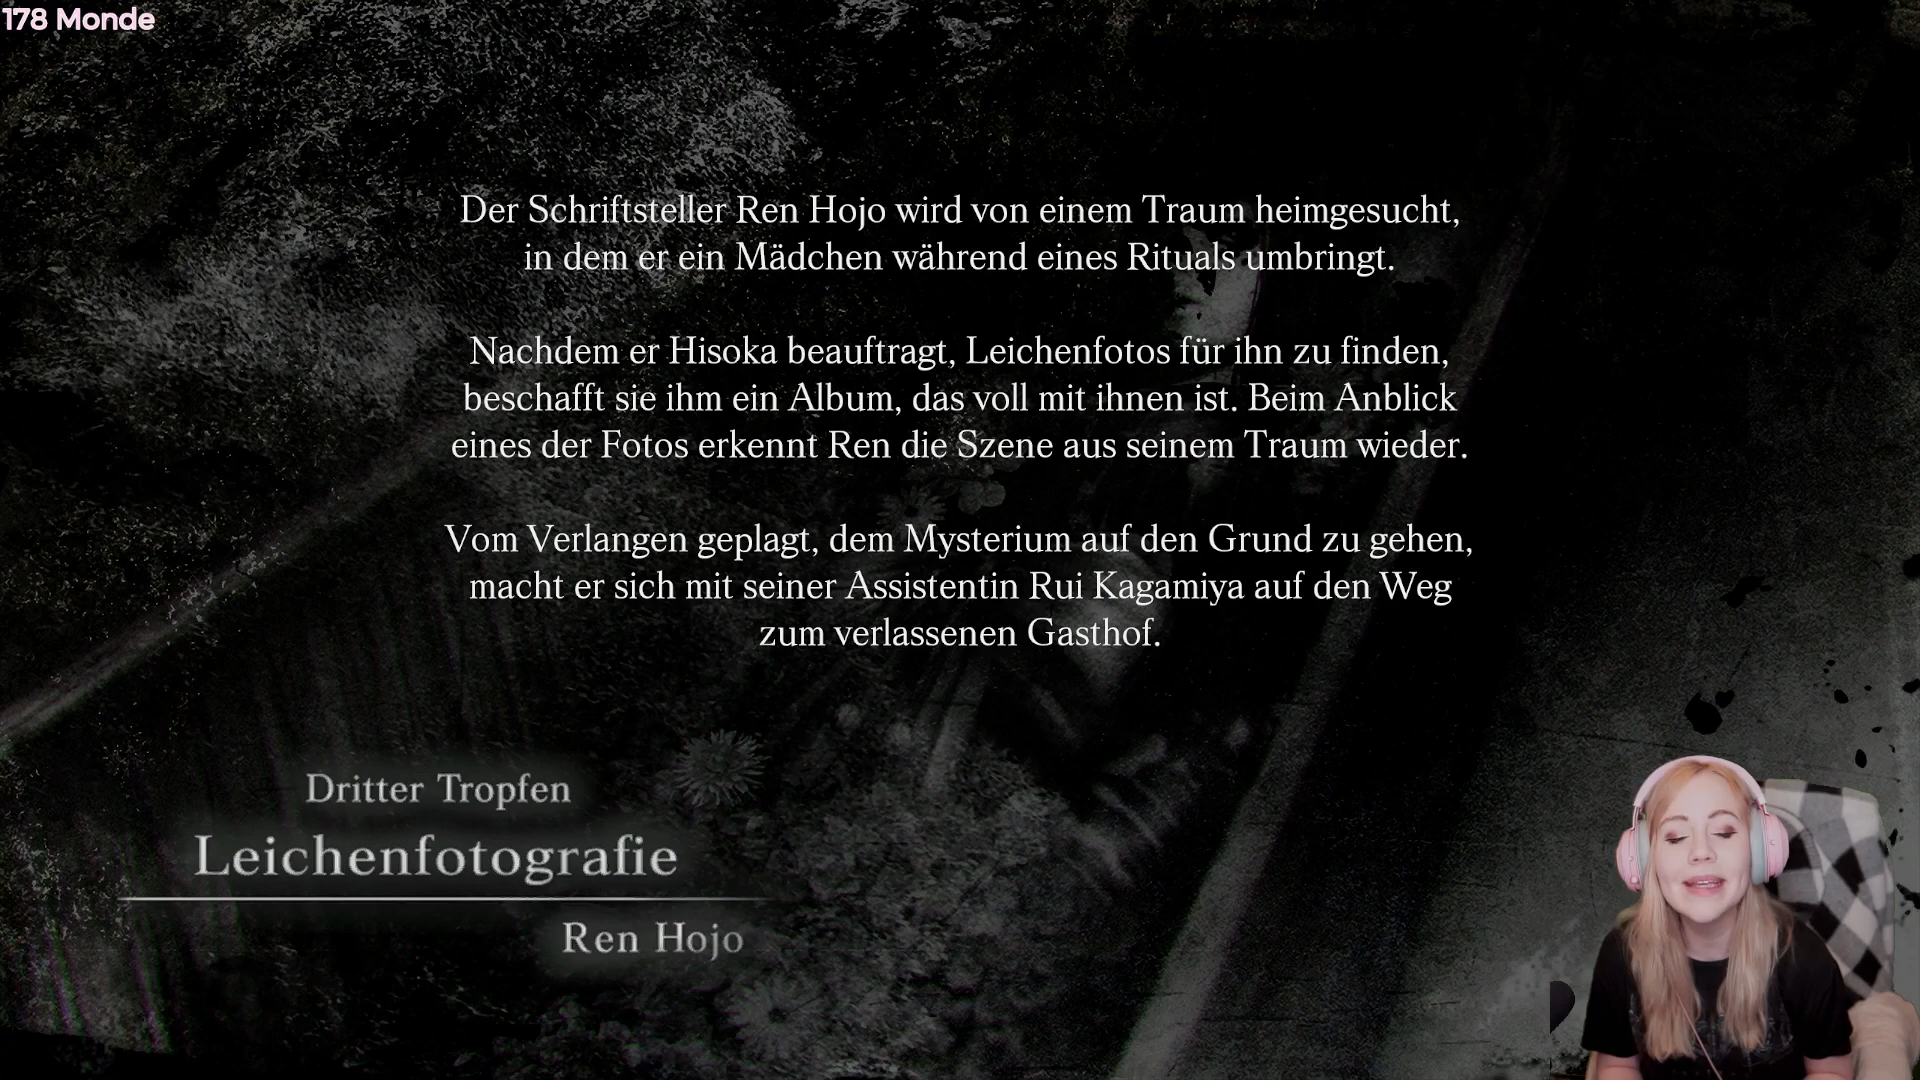 178 Monde
Der Schriftsteller Ren Hojo wird von einem Traum heimgesucht,
in dem er ein Mädchen während eines Rituals umbringt.
Nachdem er Hisoka beauftragt, Leichenfotos für ihn zu finden,
beschafft sie ihm ein Album, das voll mit ihnen ist. Beim Anblick
eines der Fotos erkennt Ren die Szene aus seinem Traum wieder.
Vom Verlangen geplagt, dem Mysterium auf den Grund zu gehen,
macht er sich mit seiner Assistentin Rui Kagamiya auf den Weg
zum verlassenen Gasthof.
Dritter Tropfen
Leichenfotografie
Ren Hojo